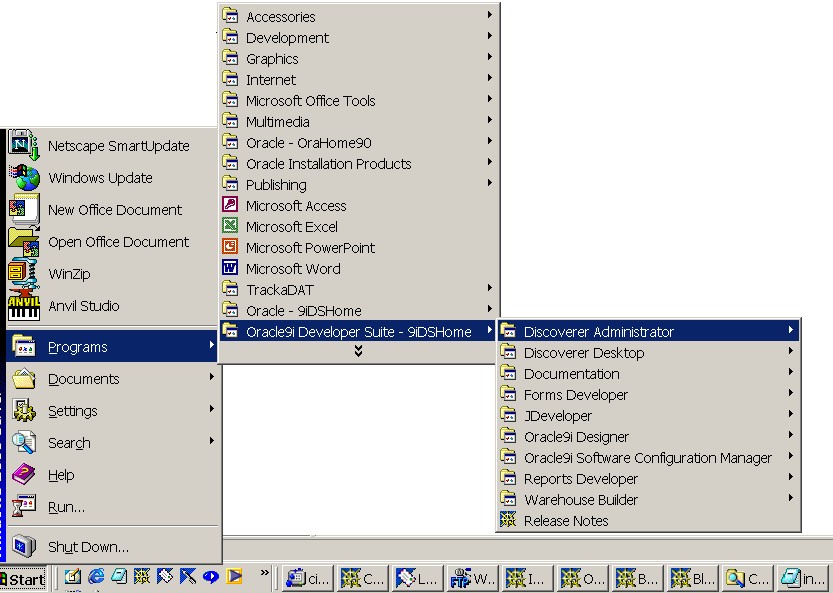 Accessories
Development
Graphics
Internet
Microsoft Office Tools
Multimedia
Oracle - OraHome90
Oracle Installation Products
Publishing
Microsoft Access
Microsoft Excel
Microsoft PowerPoint
Microsoft Word
TrackaDAT
Oracle - 9iDSHome
Oracle9i Developer Suite - 9iDSHome
Netscape SmartUpdate
Windows Update
New Office Document
Open Office Document
WinZip
Anvil Studio
Programs
Documents
Settings
Search
Help
Run...
Shut Down...
Discoverer Administrator
Discoverer Desktop
Documentation
Forms Developer
JDeveloper
Oracle9i Designer
Oracle9i Software Configuration Manager
Reports Developer
Warehouse Builder
Release Notes
Start
ci...
C...
L...
W...
I...
O...
B...
Bl...
C...
in...